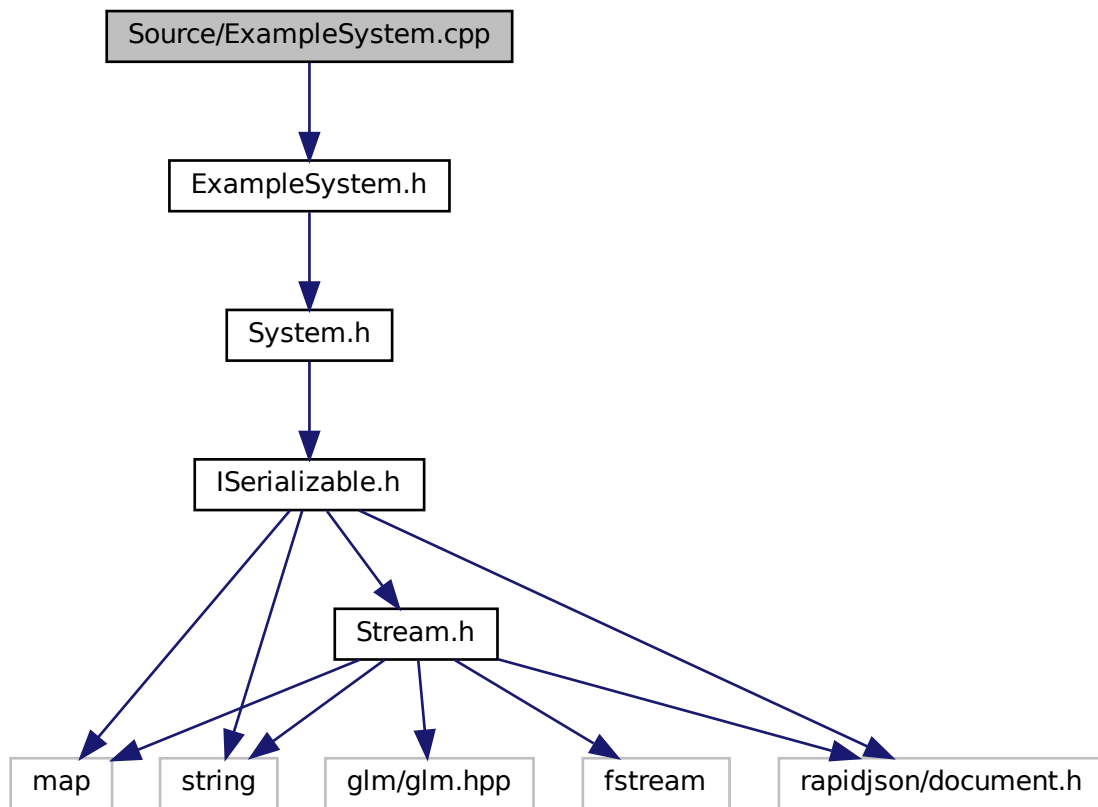 Source/ExampleSystem.cpp
ExampleSystem.h
System.h
ISerializable.h
Stream.h
map
string
glm/glm.hpp
fstream
rapidjson/document.h